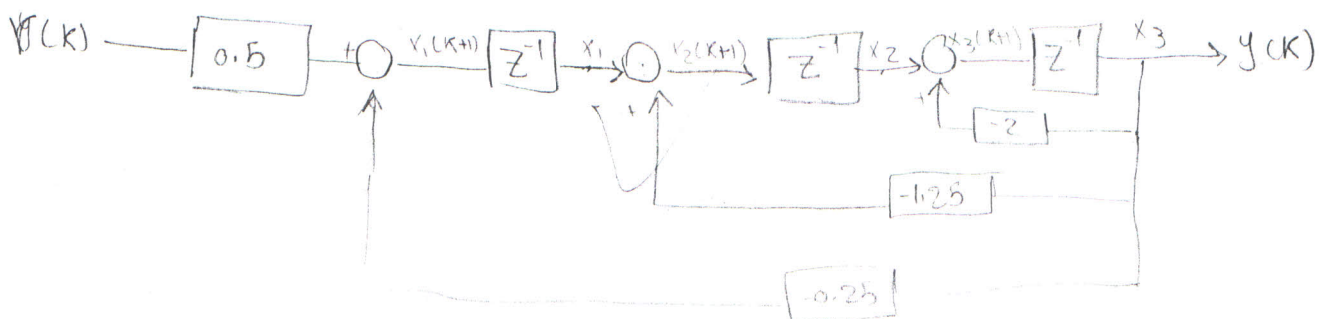 (K)
0.5
+
x₁(K+1)
z⁻¹
x₁
x₂(K+1)
z⁻¹
x₂
x₃(K+1)
z⁻¹
x₃
y(K)
+
+
-2
-1.25
-0.25